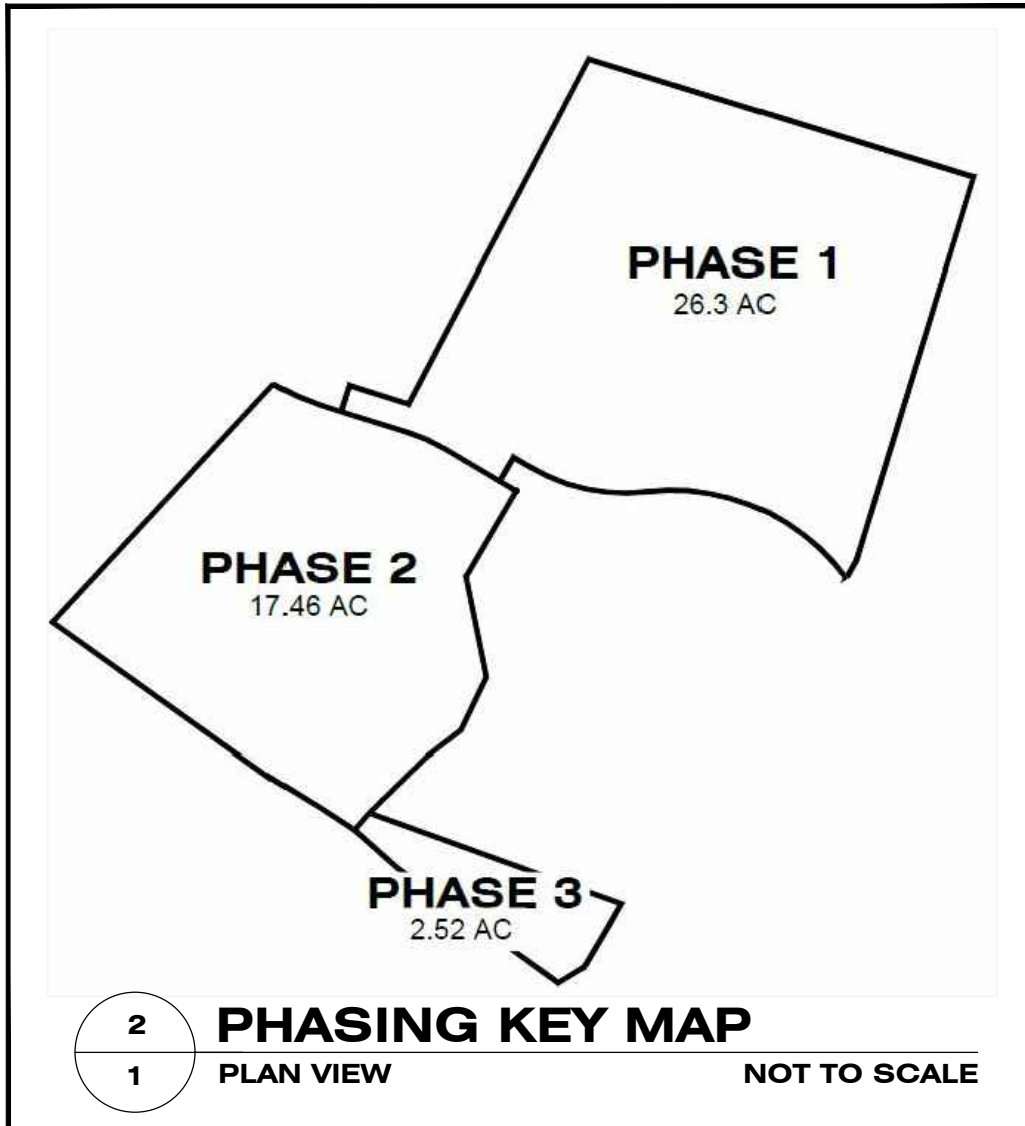 PHASE 1
26.3 AC
PHASE 2
17.46 AC
PHASE 3
2.52 AC
2
PHASING KEY MAP
1
PLAN VIEW
NOT TO SCALE